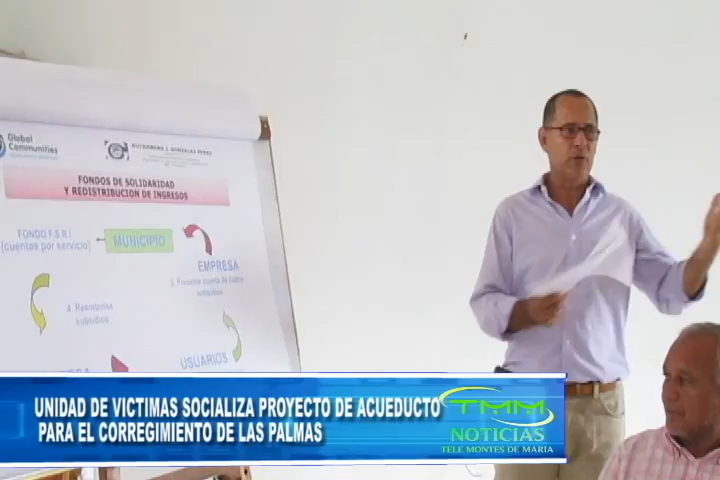 Global
Communities
GUTEMBERG J. GONZALEZ PEREZ
FONDOS DE SOLIDARIDAD
Y REDISTRIBUCION DE INGRESOS
FONDO F.S.R.I
(cuentas por servicio)
MUNICIPIO
EMPRESA
4. Reembolsa
subsidios
USUARIOS
UNIDAD DE VICTIMAS SOCIALIZA PROYECTO DE ACUEDUCTO
PARA EL CORREGIMIENTO DE LAS PALMAS
TMM
NOTICIAS
TELE MONTES DE MARIA